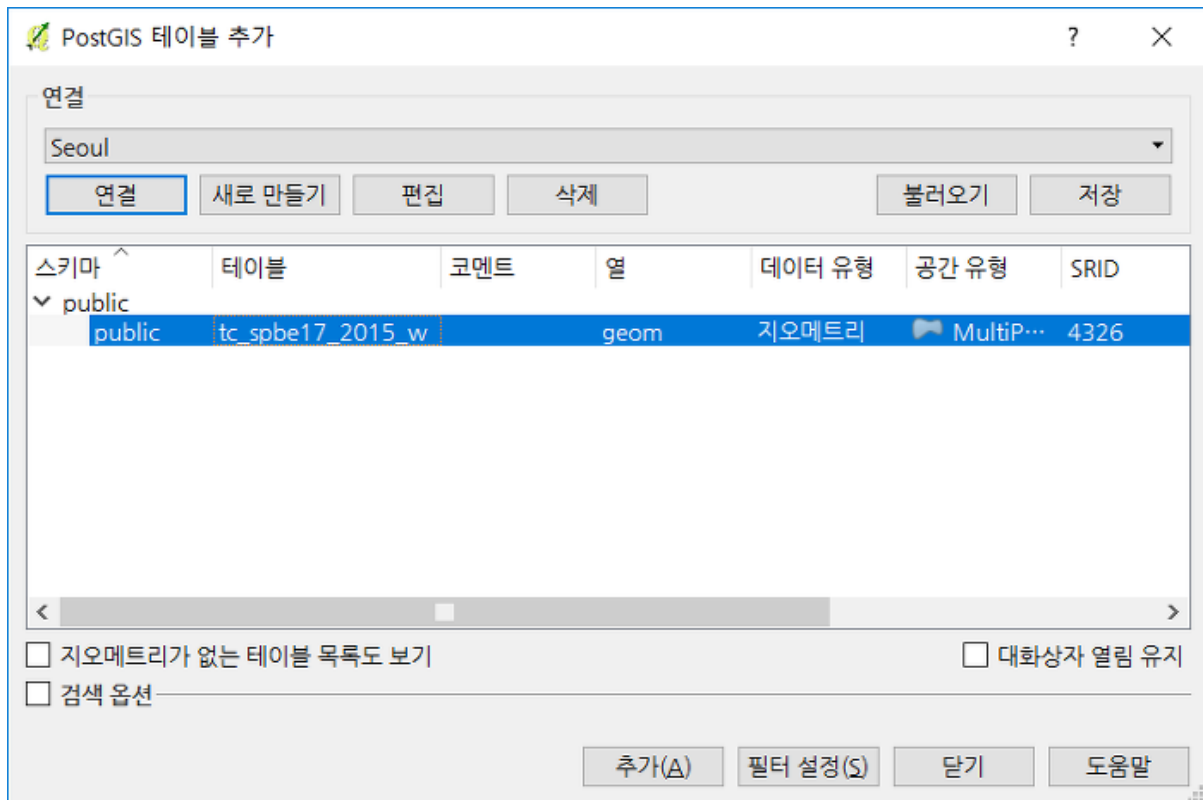 PostGIS 테이블 추가
연결
Seoul
연결 새로 만들기 편집 삭제 불러오기 저장
스키마 테이블 코멘트 열 데이터 유형 공간 유형 SRID
public
public tc_spbe17_2015_w geom 지오메트리 MultiP··· 4326
지오메트리가 없는 테이블 목록도 보기 대화상자 열림 유지
검색 옵션
추가(A) 필터 설정(S) 닫기 도움말